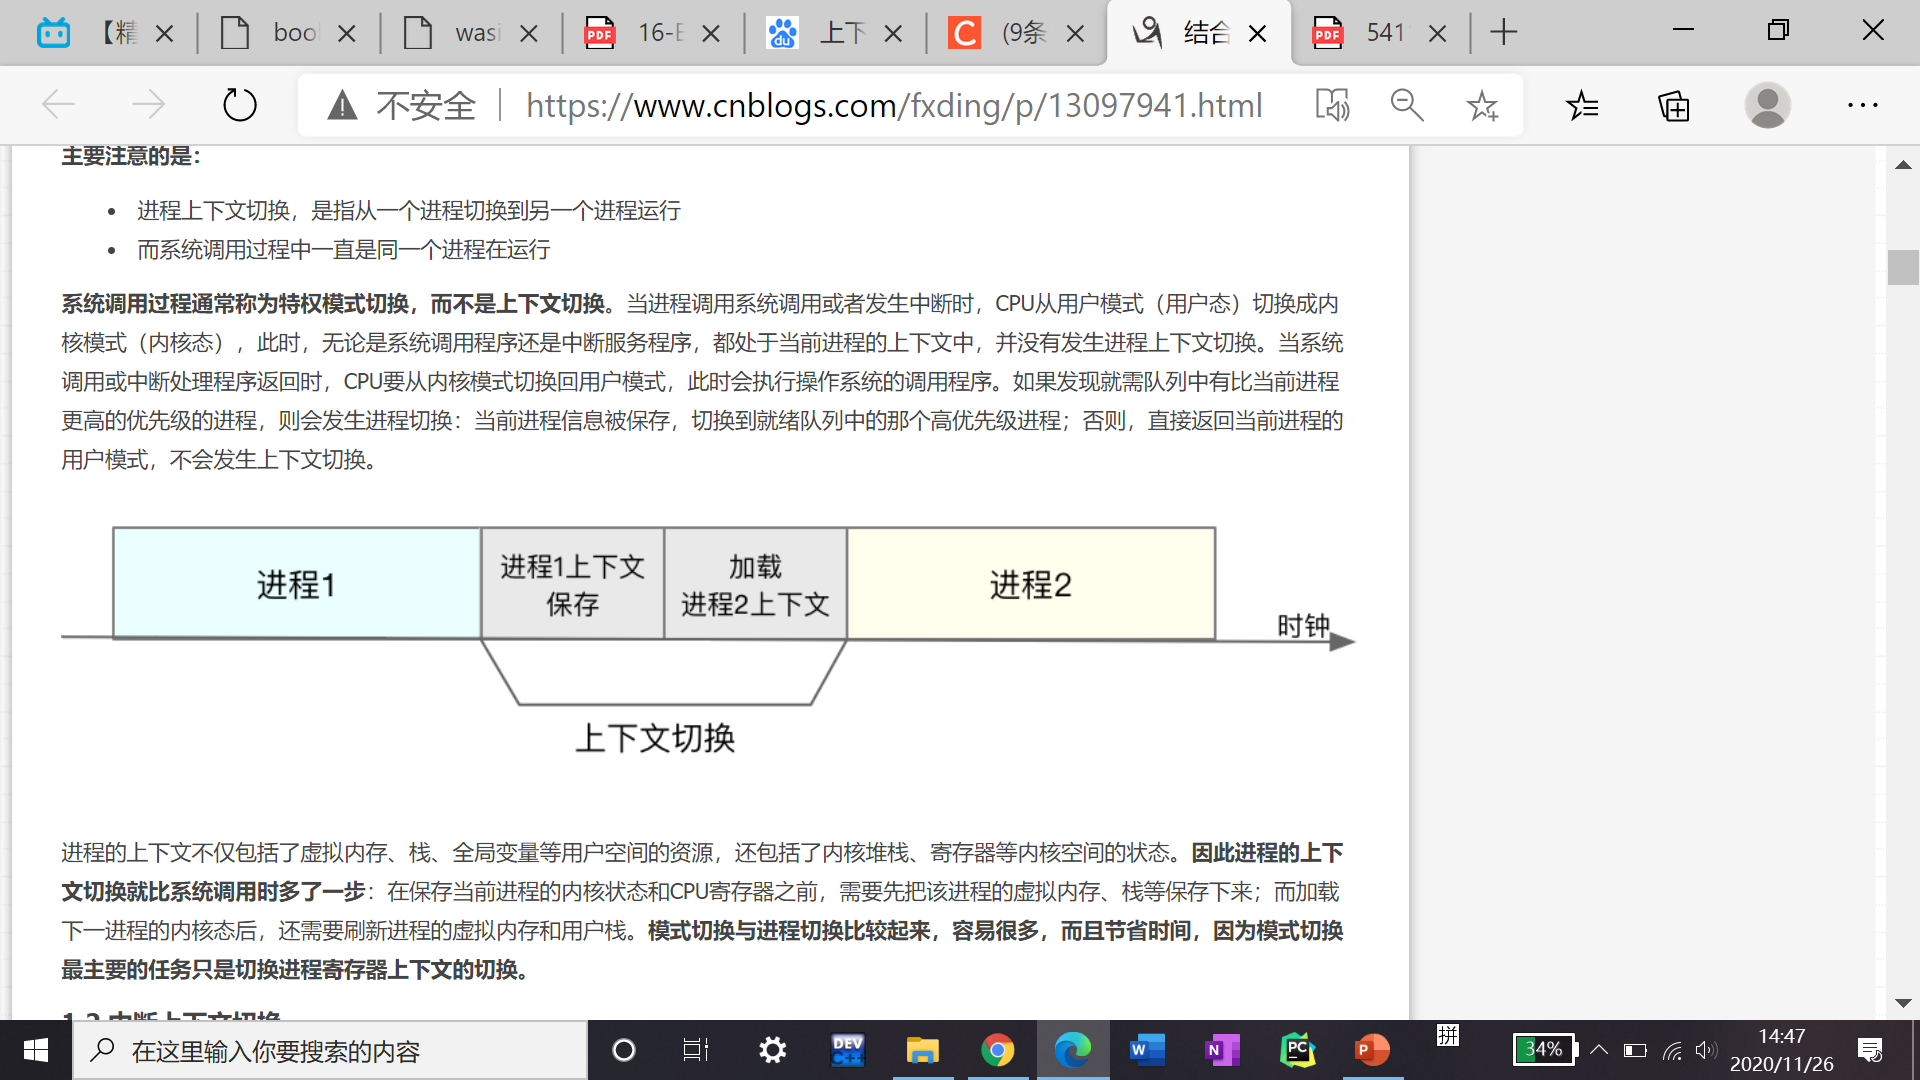 【精
boo
wasi
16-E
上下
(9条
结合
541
不安全
https://www.cnblogs.com/fxding/p/13097941.html
主要注意的是：
进程上下文切换，是指从一个进程切换到另一个进程运行
而系统调用过程中一直是同一个进程在运行
系统调用过程通常称为特权模式切换，而不是上下文切换。当进程调用系统调用或者发生中断时，CPU从用户模式（用户态）切换成内
核模式（内核态），此时，无论是系统调用程序还是中断服务程序，都处于当前进程的上下文中，并没有发生进程上下文切换。当系统
调用或中断处理程序返回时，CPU要从内核模式切换回用户模式，此时会执行操作系统的调用程序。如果发现就需队列中有比当前进程
更高的优先级的进程，则会发生进程切换：当前进程信息被保存，切换到就绪队列中的那个高优先级进程；否则，直接返回当前进程的
用户模式，不会发生上下文切换。
进程1
进程1上下文
保存
加载
进程2上下文
进程2
时钟
上下文切换
进程的上下文不仅包括了虚拟内存、栈、全局变量等用户空间的资源，还包括了内核堆栈、寄存器等内核空间的状态。因此进程的上下
文切换就比系统调用时多了一步：在保存当前进程的内核状态和CPU寄存器之前，需要先把该进程的虚拟内存、栈等保存下来；而加载
下一进程的内核态后，还需要刷新进程的虚拟内存和用户栈。模式切换与进程切换比较起来，容易很多，而且节省时间，因为模式切换
最主要的任务只是切换进程寄存器上下文的切换。
1.2 中断上下文切换
在这里输入你要搜索的内容
拼
34%
14:47
2020/11/26